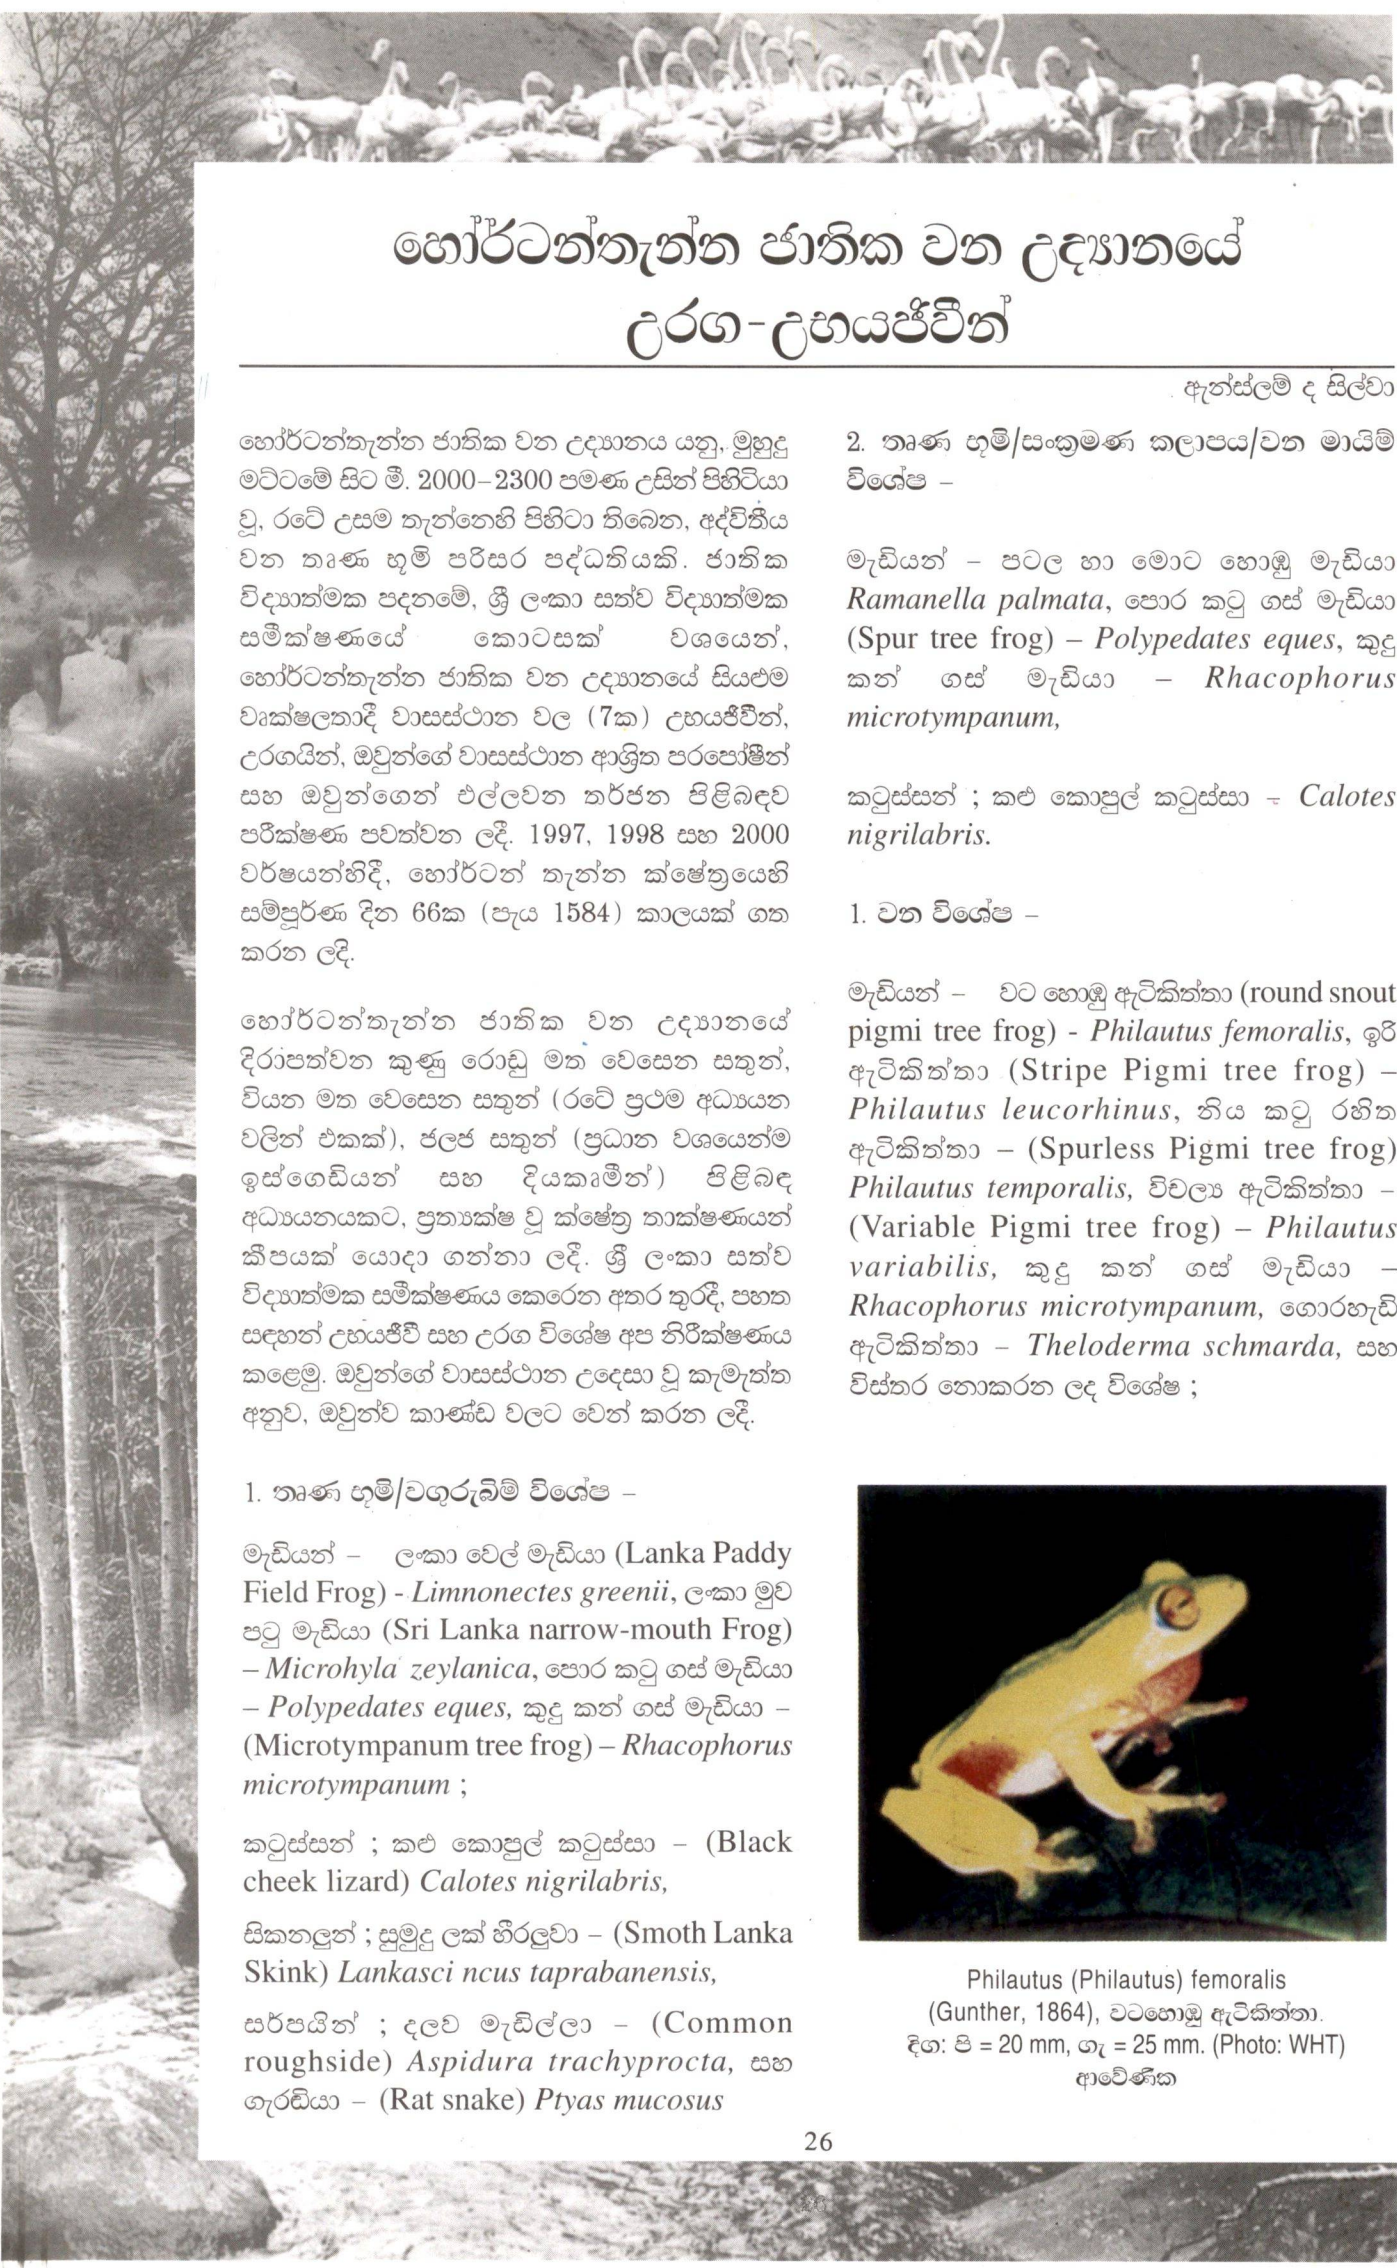 හෝර්ටන්තැන්න ජාතික වන උද්‍යානයේ
උරග-උභයජීවීන්
ඇන්ස්ලම් ද සිල්වා
හෝර්ටන්තැන්න ජාතික වන උද්‍යානය යනු, මුහුදු
මට්ටමේ සිට මී. 2000–2300 පමණ උසින් පිහිටියා
වූ, රටේ උසම තැන්නෙහි පිහිටා තිබෙන, අද්විතීය
වන තෘණ භූමි පරිසර පද්ධතියකි. ජාතික
විද්‍යාත්මක පදනමේ, ශ්‍රී ලංකා සත්ව විද්‍යාත්මක
සමීක්ෂණයේ කොටසක් වශයෙන්,
හෝර්ටන්තැන්න ජාතික වන උද්‍යානයේ සියළුම
වෘක්ෂලතාදී වාසස්ථාන වල (7ක) උභයජීවීන්,
උරගයින්, ඔවුන්ගේ වාසස්ථාන ආශ්‍රිත පරපෝෂීන්
සහ ඔවුන්ගෙන් එල්ලවන තර්ජන පිළිබඳව
පරීක්ෂණ පවත්වන ලදී. 1997, 1998 සහ 2000
වර්ෂයන්හිදී, හෝර්ටන් තැන්න ක්ෂේත්‍රයෙහි
සම්පූර්ණ දින 66ක (පැය 1584) කාලයක් ගත
කරන ලදි.
හෝර්ටන්තැන්න ජාතික වන උද්‍යානයේ
දිරාපත්වන කුණු රොඩු මත වෙසෙන සතුන්,
වියන මත වෙසෙන සතුන් (රටේ ප්‍රථම අධ්‍යයන
වලින් එකක්), ජලජ සතුන් (ප්‍රධාන වශයෙන්ම
ඉස්ගෙඩියන් සහ දියකෘමීන්) පිළිබඳ
අධ්‍යයනයකට, ප්‍රත්‍යක්ෂ වූ ක්ෂේත්‍ර තාක්ෂණයන්
කීපයක් යොදා ගන්නා ලදී. ශ්‍රී ලංකා සත්ව
විද්‍යාත්මක සමීක්ෂණය කෙරෙන අතර තුරදී, පහත
සඳහන් උභයජීවී සහ උරග විශේෂ අප නිරීක්ෂණය
කළෙමු. ඔවුන්ගේ වාසස්ථාන උදෙසා වූ කැමැත්ත
අනුව, ඔවුන්ව කාණ්ඩ වලට වෙන් කරන ලදී.
1. තෘණ භූමි/වගුරුබිම් විශේෂ –
මැඩියන් – ලංකා වෙල් මැඩියා (Lanka Paddy
Field Frog) - Limnonectes greenii, ලංකා මුව
පටු මැඩියා (Sri Lanka narrow-mouth Frog)
– Microhyla zeylanica, පොර කටු ගස් මැඩියා
– Polypedates eques, කුදු කන් ගස් මැඩියා –
(Microtympanum tree frog) – Rhacophorus
microtympanum ;
කටුස්සන් ; කළු කොපුල් කටුස්සා – (Black
cheek lizard) Calotes nigrilabris,
සිකනලුන් ; සුමුදු ලක් හීරලුවා – (Smoth Lanka
Skink) Lankasci ncus taprabanensis,
සර්පයින් ; දලව මැඩිල්ලා – (Common
roughside) Aspidura trachyprocta, සහ
ගැරඬියා – (Rat snake) Ptyas mucosus
2. තෘණ භූමි/සංක්‍රමණ කලාපය/වන මායිම්
විශේෂ –
මැඩියන් – පටල හා මොට හොඹු මැඩියා
Ramanella palmata, පොර කටු ගස් මැඩියා
(Spur tree frog) – Polypedates eques, කුදු
කන් ගස් මැඩියා – Rhacophorus
microtympanum,
කටුස්සන් ; කළු කොපුල් කටුස්සා – Calotes
nigrilabris.
1. වන විශේෂ –
මැඩියන් – වට හොඹු ඇටිකිත්තා (round snout
pigmi tree frog) - Philautus femoralis, ඉරි
ඇටිකිත්තා (Stripe Pigmi tree frog) –
Philautus leucorhinus, නිය කටු රහිත
ඇටිකිත්තා – (Spurless Pigmi tree frog)
Philautus temporalis, විචල්‍ය ඇටිකිත්තා –
(Variable Pigmi tree frog) – Philautus
variabilis, කුදු කන් ගස් මැඩියා –
Rhacophorus microtympanum, ගොරහැඩි
ඇටිකිත්තා – Theloderma schmarda, සහ
විස්තර නොකරන ලද විශේෂ ;
Philautus (Philautus) femoralis
(Gunther, 1864), වටහොඹු ඇටිකිත්තා.
දිග: පි = 20 mm, ගැ = 25 mm. (Photo: WHT)
ආවේණික
26